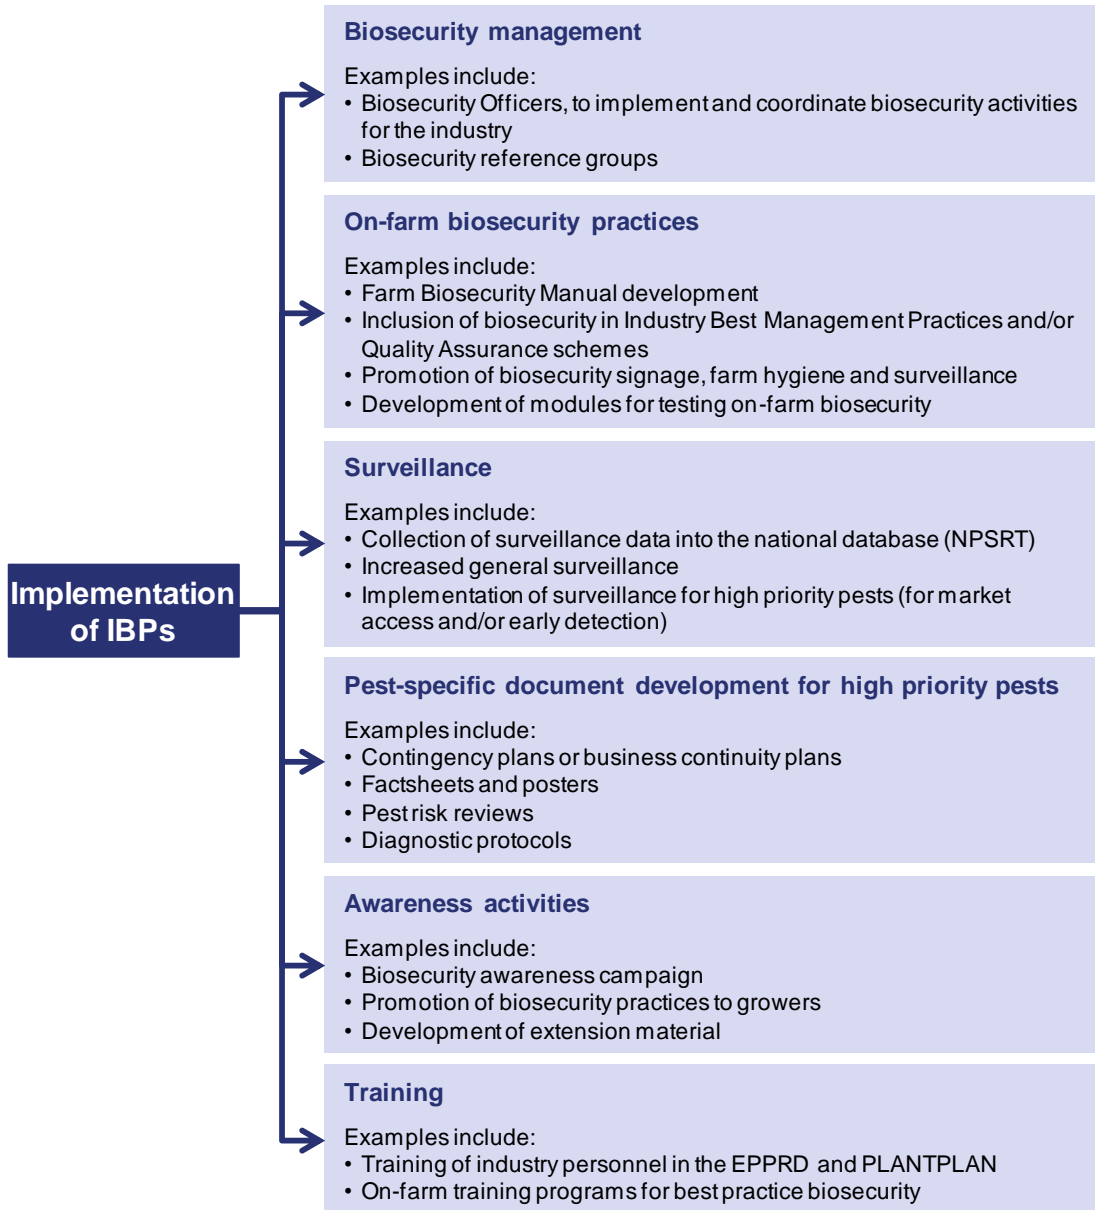 Biosecurity management
Examples include:
• Biosecurity Officers, to implement and coordinate biosecurity activities
for the industry
• Biosecurity reference groups
On-farm biosecurity practices
Examples include:
• Farm Biosecurity Manual development
• Inclusion of biosecurity in Industry Best Management Practices and/or
Quality Assurance schemes
• Promotion of biosecurity signage, farm hygiene and surveillance
• Development of modules for testing on-farm biosecurity
Surveillance
Examples include:
• Collection of surveillance data into the national database (NPSRT)
• Increased general surveillance
• Implementation of surveillance for high priority pests (for market
access and/or early detection)
Implementation
of IBPs
Pest-specific document development for high priority pests
Examples include:
• Contingency plans or business continuity plans
• Factsheets and posters
• Pest risk reviews
• Diagnostic protocols
Awareness activities
Examples include:
• Biosecurity awareness campaign
• Promotion of biosecurity practices to growers
• Development of extension material
Training
Examples include:
• Training of industry personnel in the EPPRD and PLANTPLAN
• On-farm training programs for best practice biosecurity